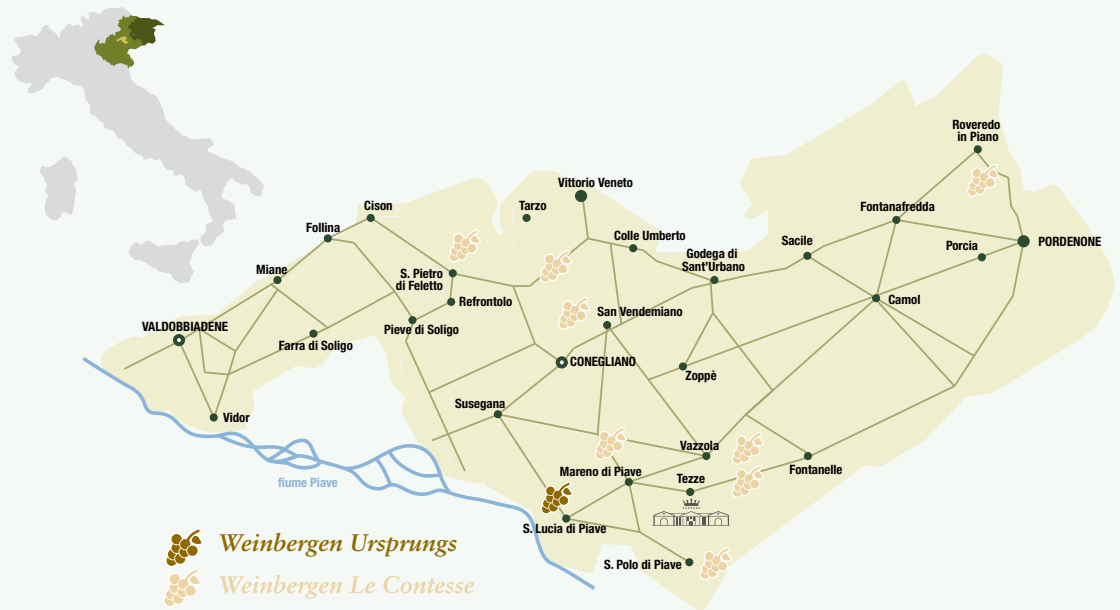 Roveredo
in Piano
Vittorio Veneto
Cison
Tarzo
Fontanafredda
Follina
Colle Umberto
Sacile
Porcia
PORDENONE
Godega di
Sant'Urbano
Miane
S. Pietro
di Feletto
Refrontolo
Camol
San Vendemiano
VALDOBBIADENE
Pieve di Soligo
Farra di Soligo
CONEGLIANO
Zoppè
Susegana
Vidor
Vazzola
Mareno di Piave
Fontanelle
Tezze
fiume Piave
S. Lucia di Piave
S. Polo di Piave
Weinbergen Ursprungs
Weinbergen Le Contesse